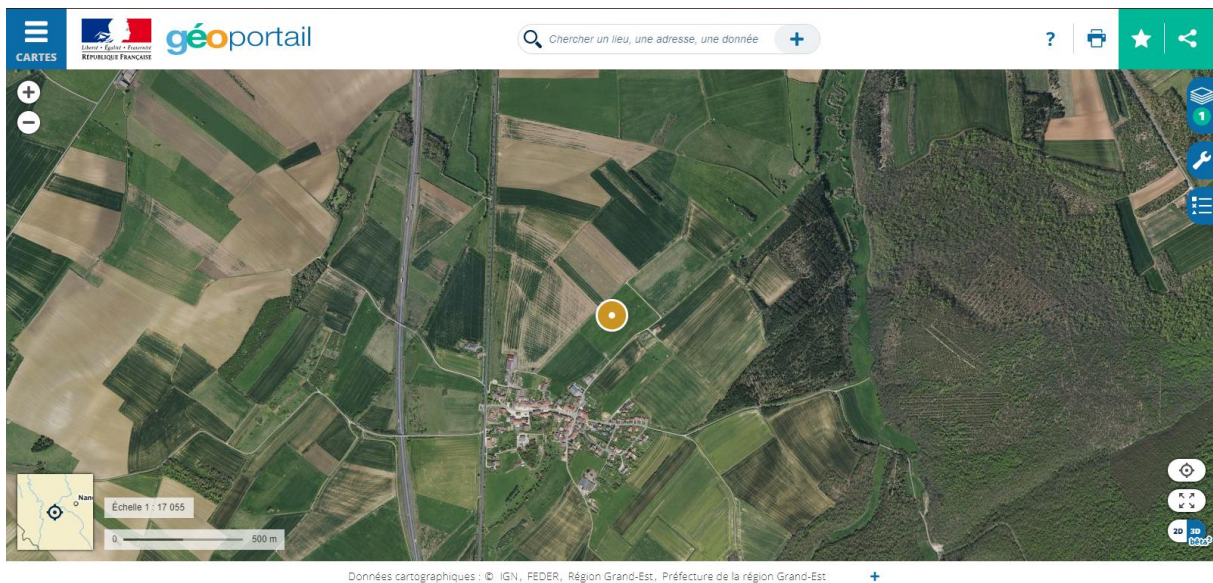 CARTES
Liberté • Égalité • Fraternité
RÉPUBLIQUE FRANÇAISE
géoportail
Chercher un lieu, une adresse, une donnée
+
?
+
−
1
Nan
Échelle 1 : 17 055
0
500 m
2D
3D
bêta
Données cartographiques : © IGN, FEDER, Région Grand-Est, Préfecture de la région Grand-Est
+